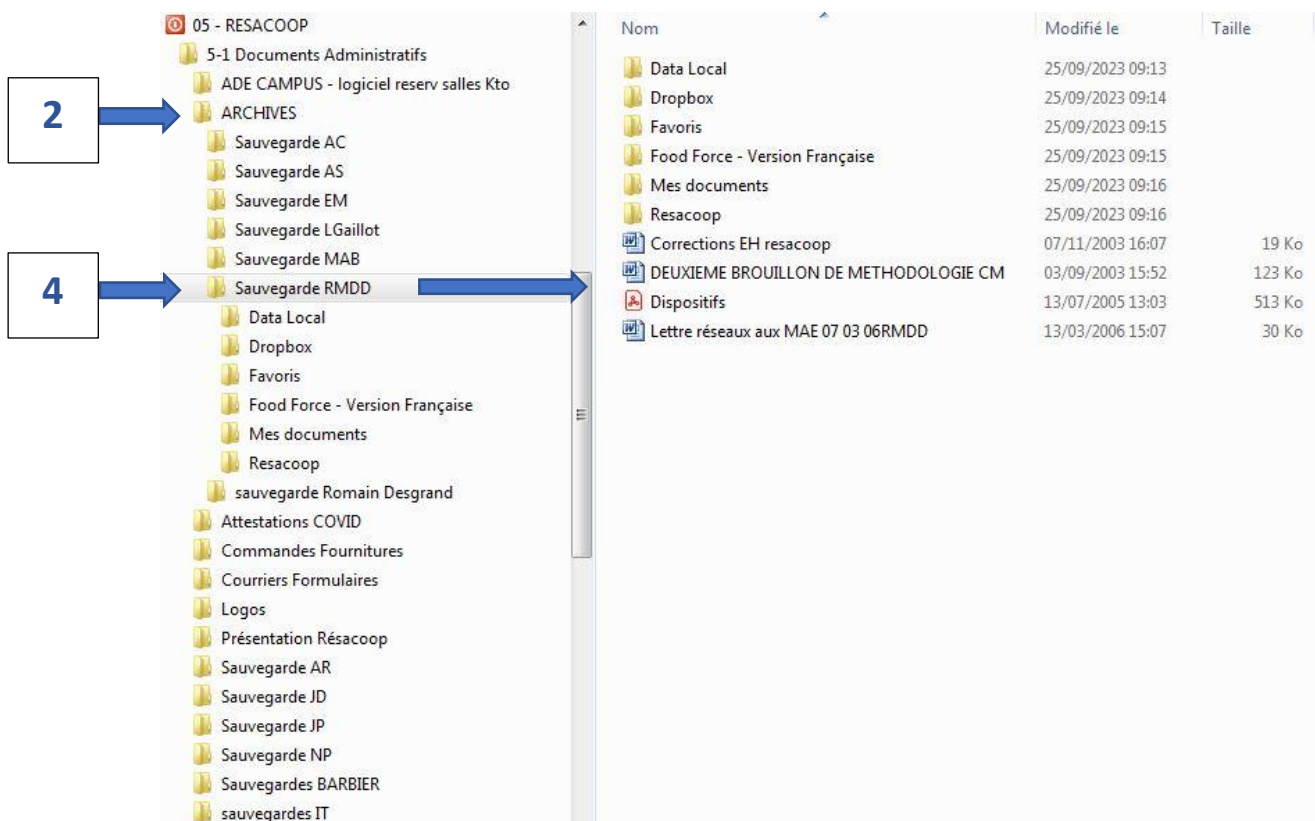 05 - RESACOOP
5-1 Documents Administratifs
ADE CAMPUS - logiciel reserv salles Kto
2
ARCHIVES
Sauvegarde AC
Sauvegarde AS
Sauvegarde EM
Sauvegarde LGaillot
Sauvegarde MAB
4
Sauvegarde RMDD
Data Local
Dropbox
Favoris
Food Force - Version Française
Mes documents
Resacoop
sauvegarde Romain Desgrand
Attestations COVID
Commandes Fournitures
Courriers Formulaires
Logos
Présentation Résacoop
Sauvegarde AR
Sauvegarde JD
Sauvegarde JP
Sauvegarde NP
Sauvegardes BARBIER
sauvegardes IT
Nom Modifié le Taille
Data Local 25/09/2023 09:13
Dropbox 25/09/2023 09:14
Favoris 25/09/2023 09:15
Food Force - Version Française 25/09/2023 09:15
Mes documents 25/09/2023 09:16
Resacoop 25/09/2023 09:16
Corrections EH resacoop 07/11/2003 16:07 19 Ko
DEUXIEME BROUILLON DE METHODOLOGIE CM 03/09/2003 15:52 123 Ko
Dispositifs 13/07/2005 13:03 513 Ko
Lettre réseaux aux MAE 07 03 06RMDD 13/03/2006 15:07 30 Ko